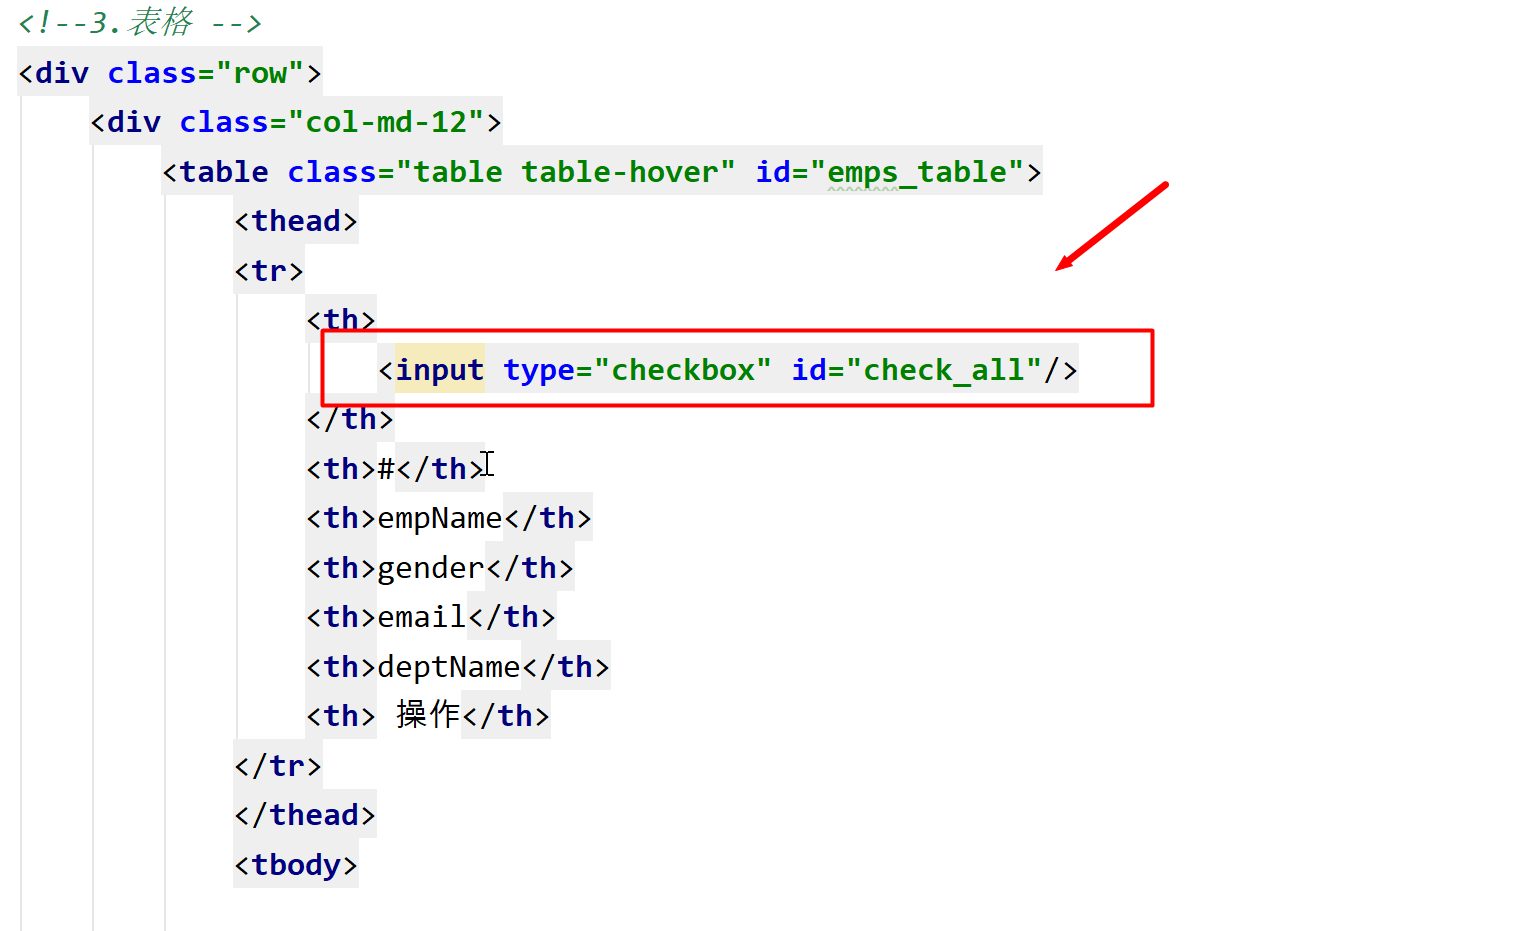 <!--3.表格 -->
<div class="row">
<div class="col-md-12">
<table class="table table-hover" id="emps_table">
<thead>
<tr>
<th>
<input type="checkbox" id="check_all"/>
</th>
<th>#</th>
<th>empName</th>
<th>gender</th>
<th>email</th>
<th>deptName</th>
<th> 操作</th>
</tr>
</thead>
<tbody>